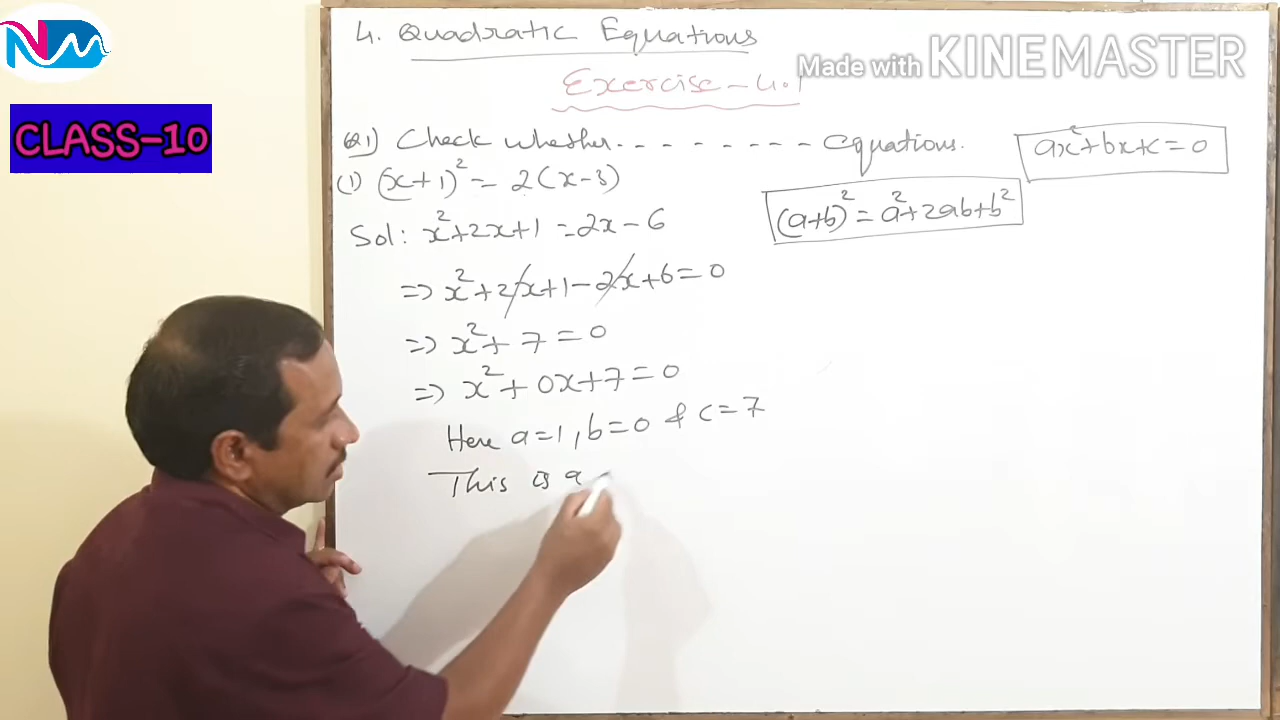 NM
CLASS-10
Made with KINEMASTER
4. Quadratic Equations
Exercise-4.1
Q1) Check whether. - - - - - - - - equations.
ax²+bx+c=0
(1) (x+1)² = 2(x-3)
(a+b)² = a²+2ab+b²
Sol: x²+2x+1 = 2x-6
=> x²+2x+1-2x+6=0
=> x²+7=0
=> x²+0x+7=0
Here a=1, b=0 & c=7
This is a